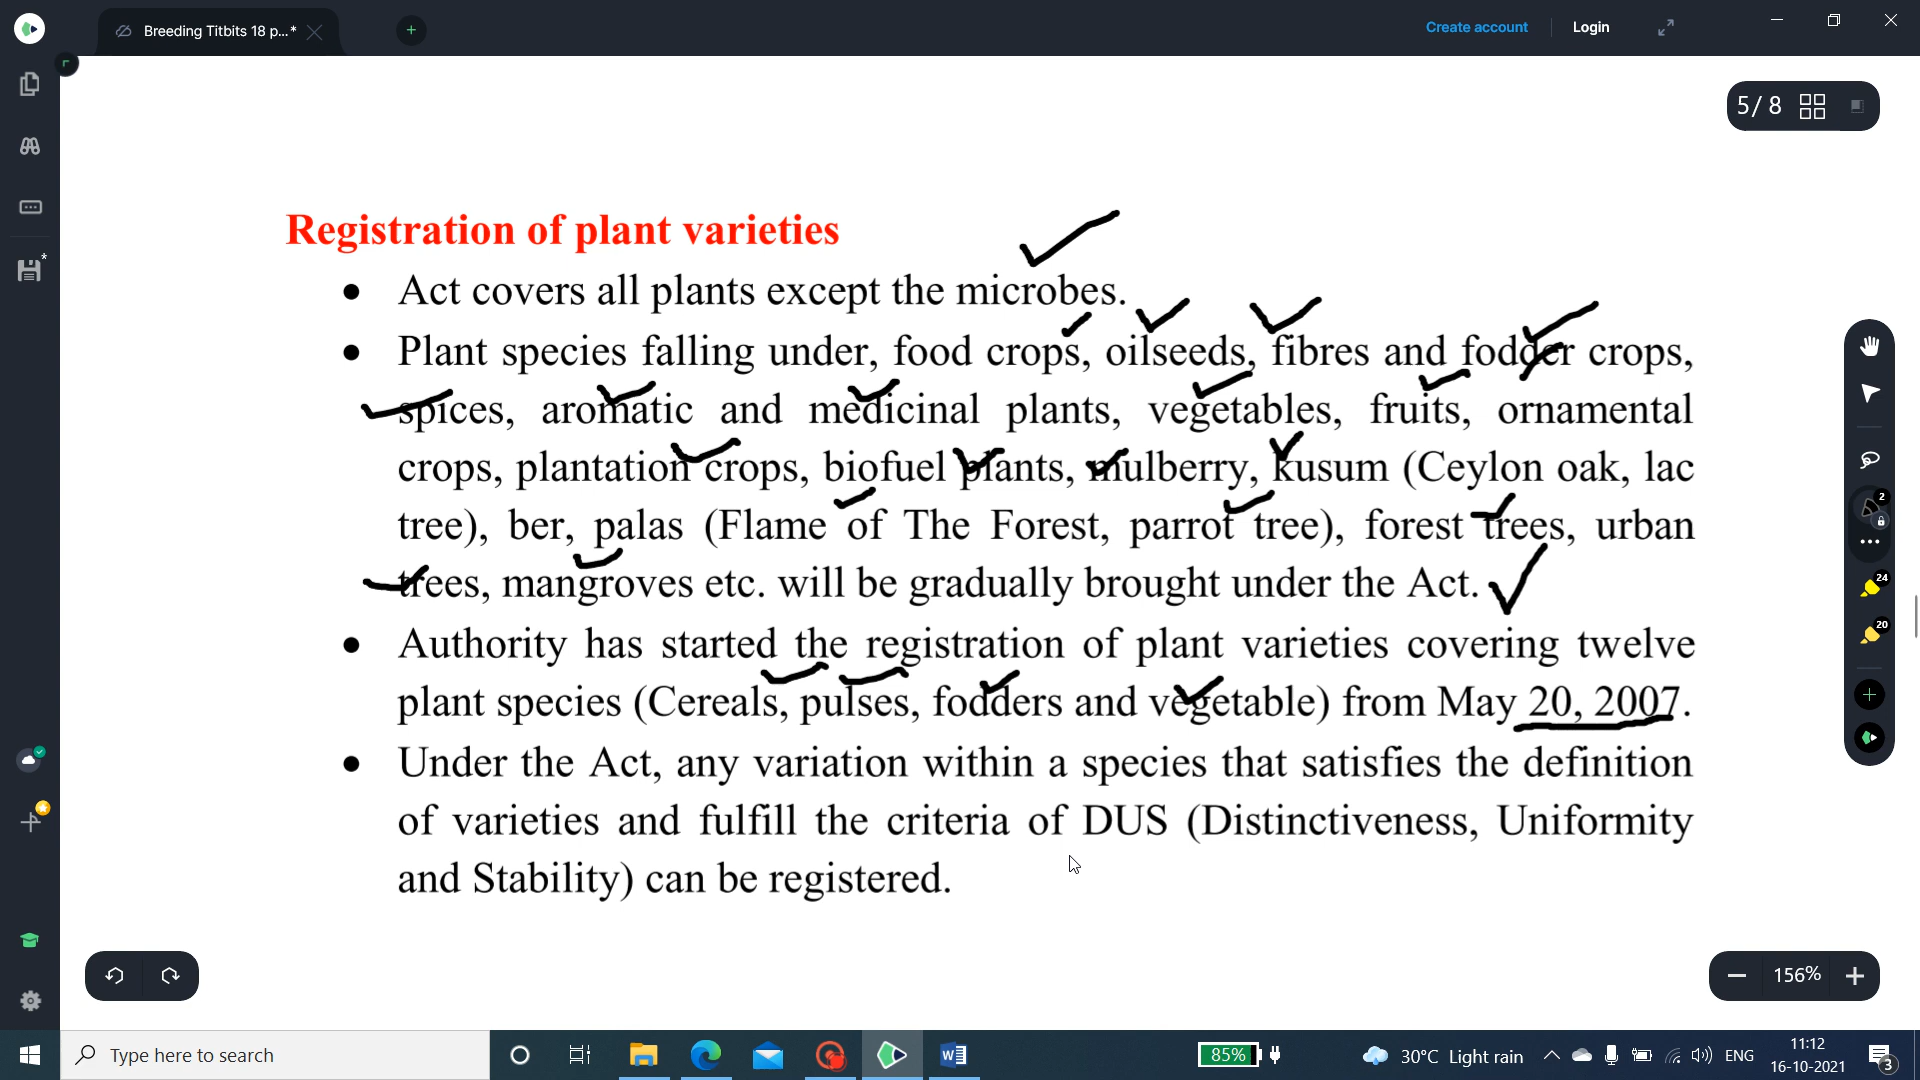 Breeding Titbits 18 p...*
Create account
Login
5/ 8
Registration of plant varieties
• Act covers all plants except the microbes.
• Plant species falling under, food crops, oilseeds, fibres and fodder crops,
spices, aromatic and medicinal plants, vegetables, fruits, ornamental
crops, plantation crops, biofuel plants, mulberry, kusum (Ceylon oak, lac
tree), ber, palas (Flame of The Forest, parrot tree), forest trees, urban
trees, mangroves etc. will be gradually brought under the Act.
• Authority has started the registration of plant varieties covering twelve
plant species (Cereals, pulses, fodders and vegetable) from May 20, 2007.
• Under the Act, any variation within a species that satisfies the definition
of varieties and fulfill the criteria of DUS (Distinctiveness, Uniformity
and Stability) can be registered.
2
24
20
156%
Type here to search
85%
30°C Light rain
ENG
11:12
16-10-2021
3